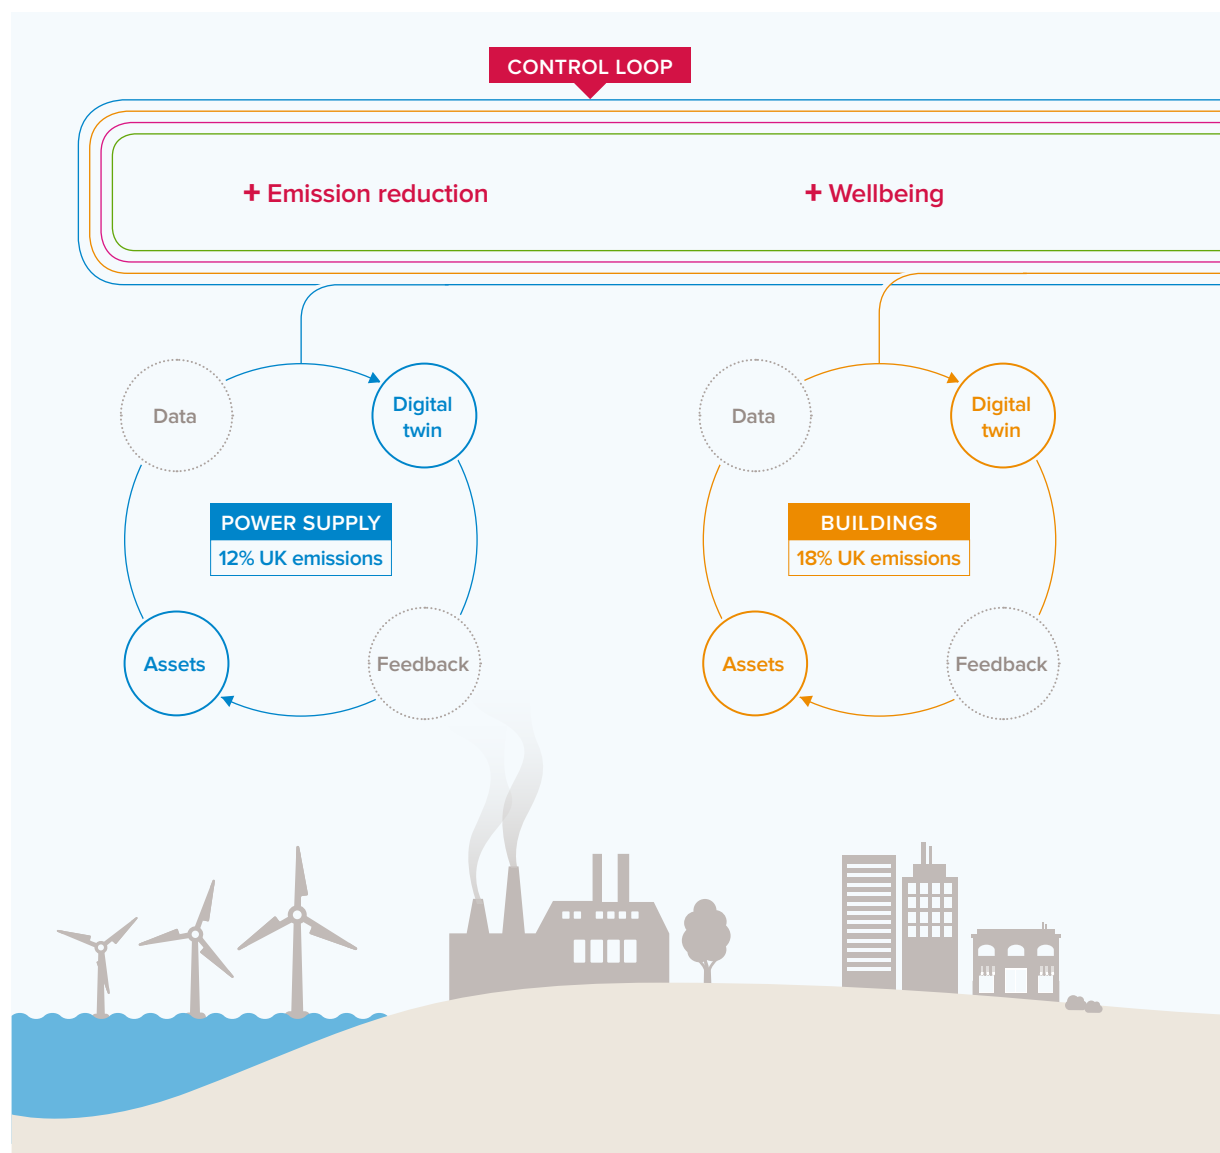 CONTROL LOOP
+ Emission reduction
+ Wellbeing
Data
Digital
twin
POWER SUPPLY
12% UK emissions
Assets
Feedback
Data
Digital
twin
BUILDINGS
18% UK emissions
Assets
Feedback